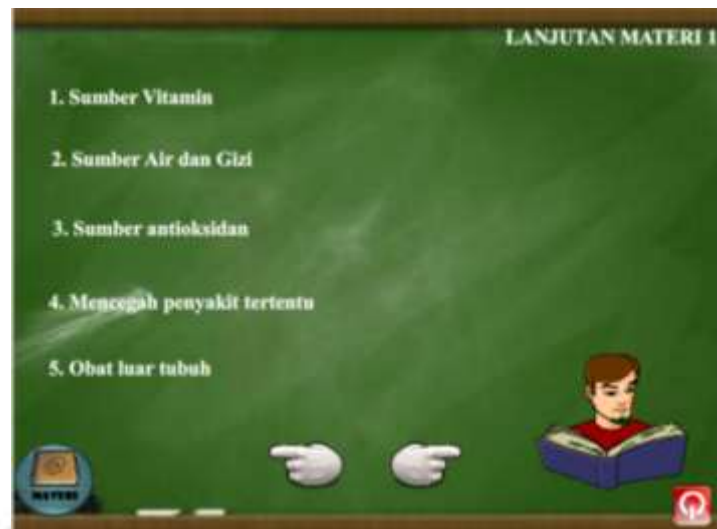 LANJUTAN MATERI 1
1. Sumber Vitamin
2. Sumber Air dan Gizi
3. Sumber antioksidan
4. Mencegah penyakit tertentu
5. Obat luar tubuh
MATERI